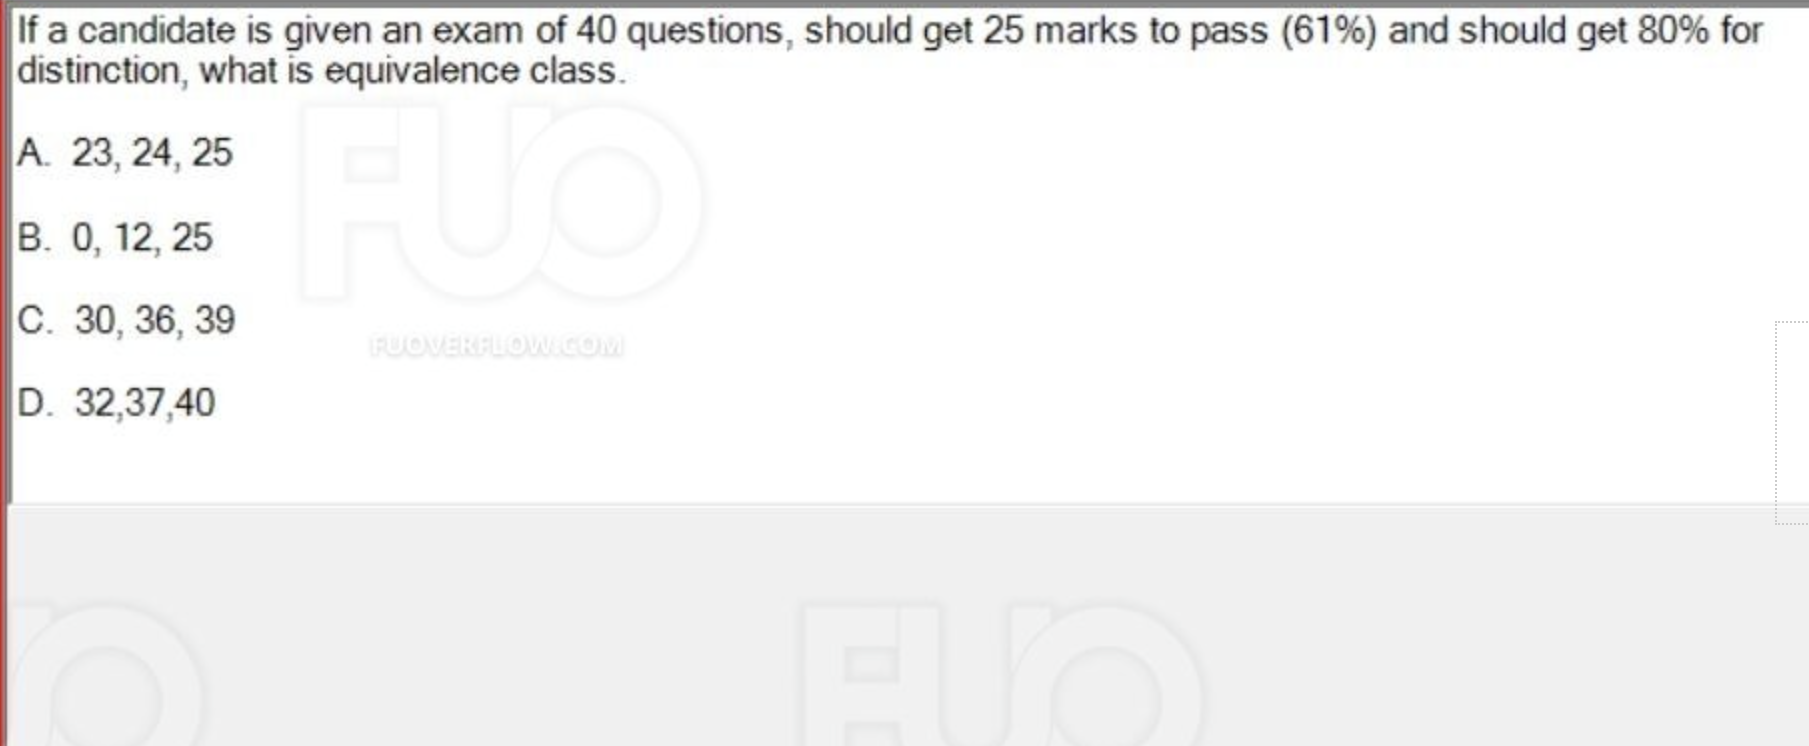 If a candidate is given an exam of 40 questions, should get 25 marks to pass (61%) and should get 80% for
distinction, what is equivalence class.
A. 23, 24, 25
B. 0, 12, 25
C. 30, 36, 39
D. 32,37,40
FUO
FUOVERFLOW.COM
FUO